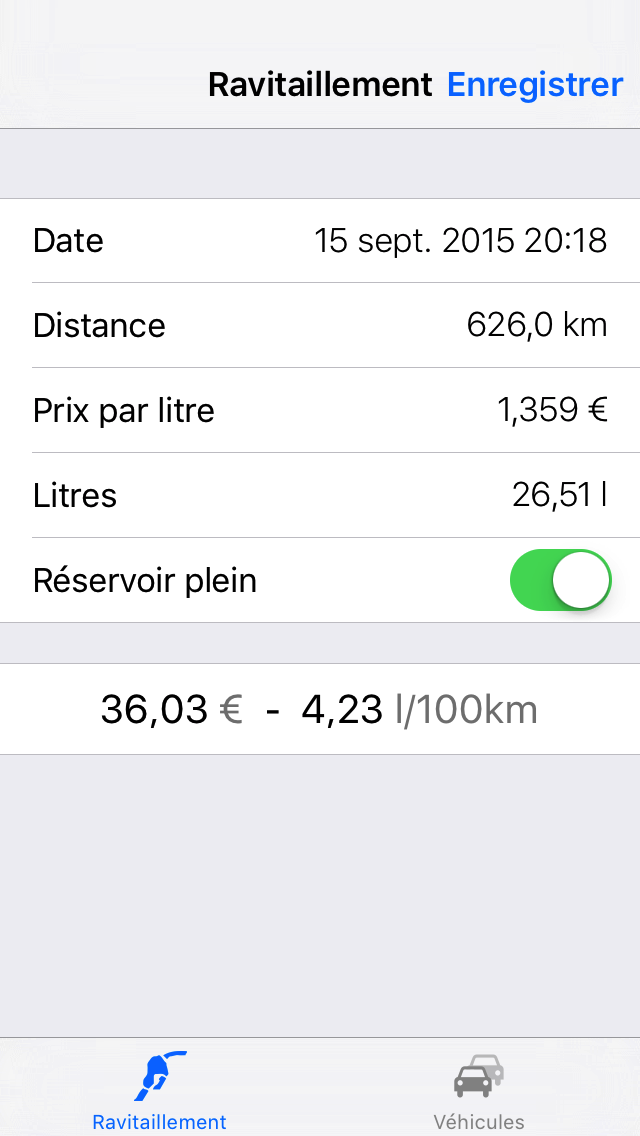 Ravitaillement Enregistrer
Date 15 sept. 2015 20:18
Distance 626,0 km
Prix par litre 1,359 €
Litres 26,51 l
Réservoir plein
36,03 € - 4,23 l/100km
Ravitaillement Véhicules